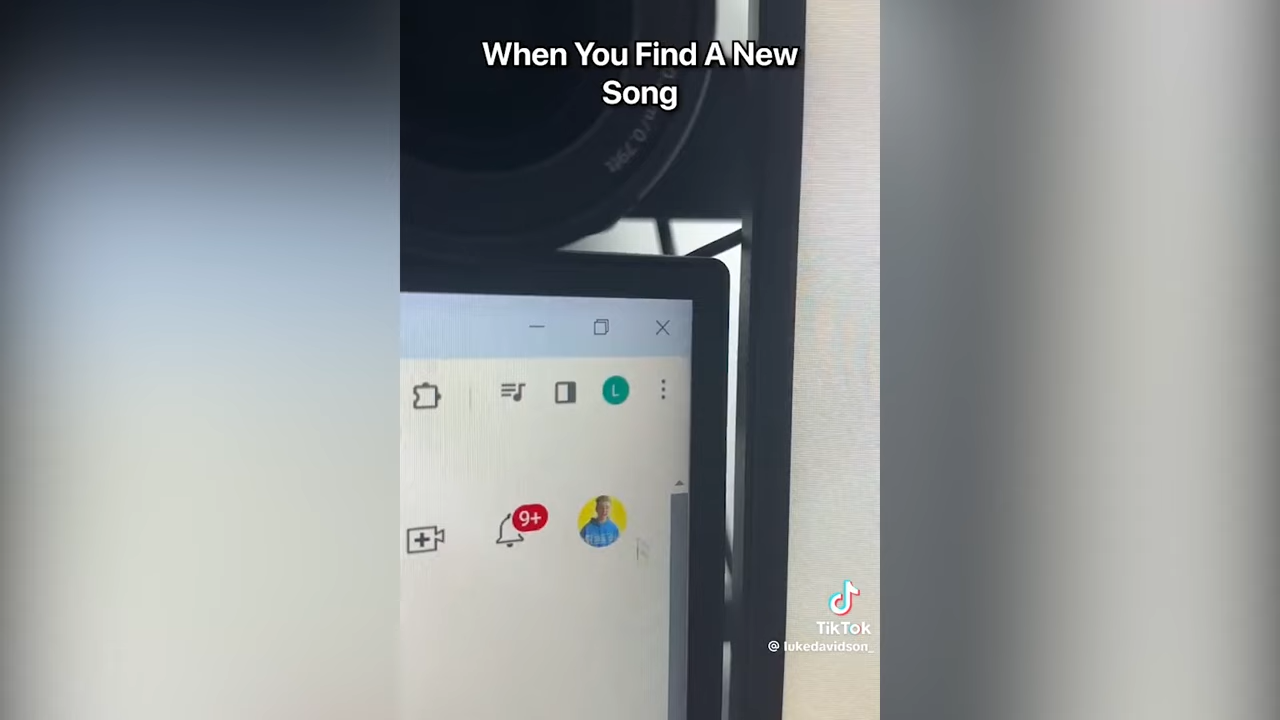 When You Find A New
Song
L
9+
TikTok
@ lukedavidson_